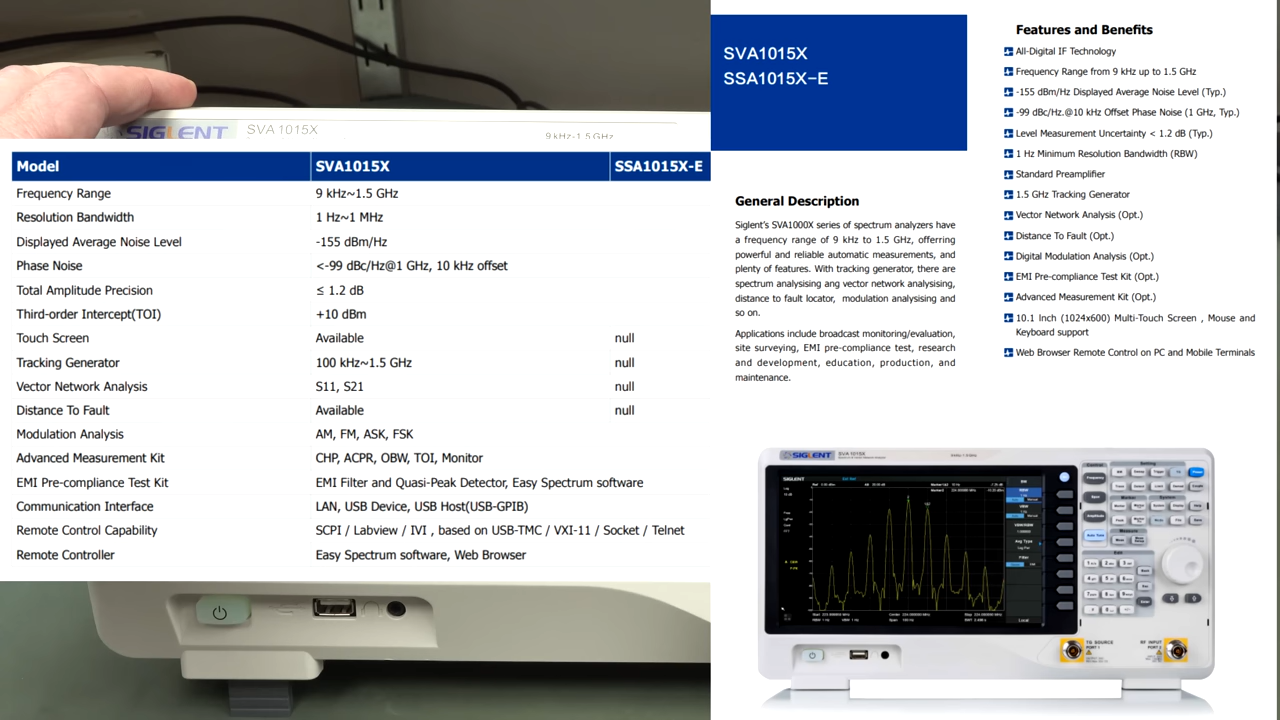 SIGLENT SVA1015X 9 kHz~1.5 GHz
Model SVA1015X SSA1015X-E
Frequency Range 9 kHz~1.5 GHz
Resolution Bandwidth 1 Hz~1 MHz
Displayed Average Noise Level -155 dBm/Hz
Phase Noise <-99 dBc/Hz@1 GHz, 10 kHz offset
Total Amplitude Precision ≤ 1.2 dB
Third-order Intercept(TOI) +10 dBm
Touch Screen Available null
Tracking Generator 100 kHz~1.5 GHz null
Vector Network Analysis S11, S21 null
Distance To Fault Available null
Modulation Analysis AM, FM, ASK, FSK
Advanced Measurement Kit CHP, ACPR, OBW, TOI, Monitor
EMI Pre-compliance Test Kit EMI Filter and Quasi-Peak Detector, Easy Spectrum software
Communication Interface LAN, USB Device, USB Host(USB-GPIB)
Remote Control Capability SCPI / Labview / IVI , based on USB-TMC / VXI-11 / Socket / Telnet
Remote Controller Easy Spectrum software, Web Browser
SVA1015X
SSA1015X-E
General Description
Siglent's SVA1000X series of spectrum analyzers have
a frequency range of 9 kHz to 1.5 GHz, offerring
powerful and reliable automatic measurements, and
plenty of features. With tracking generator, there are
spectrum analysising ang vector network analysising,
distance to fault locator, modulation analysising and
so on.
Applications include broadcast monitoring/evaluation,
site surveying, EMI pre-compliance test, research
and development, education, production, and
maintenance.
Features and Benefits
All-Digital IF Technology
Frequency Range from 9 kHz up to 1.5 GHz
-155 dBm/Hz Displayed Average Noise Level (Typ.)
-99 dBc/Hz.@10 kHz Offset Phase Noise (1 GHz, Typ.)
Level Measurement Uncertainty < 1.2 dB (Typ.)
1 Hz Minimum Resolution Bandwidth (RBW)
Standard Preamplifier
1.5 GHz Tracking Generator
Vector Network Analysis (Opt.)
Distance To Fault (Opt.)
Digital Modulation Analysis (Opt.)
EMI Pre-compliance Test Kit (Opt.)
Advanced Measurement Kit (Opt.)
10.1 Inch (1024x600) Multi-Touch Screen , Mouse and
Keyboard support
Web Browser Remote Control on PC and Mobile Terminals
SIGLENT SVA1015X
SIGLENT
TG SOURCE
PORT 1
RF INPUT
PORT 2